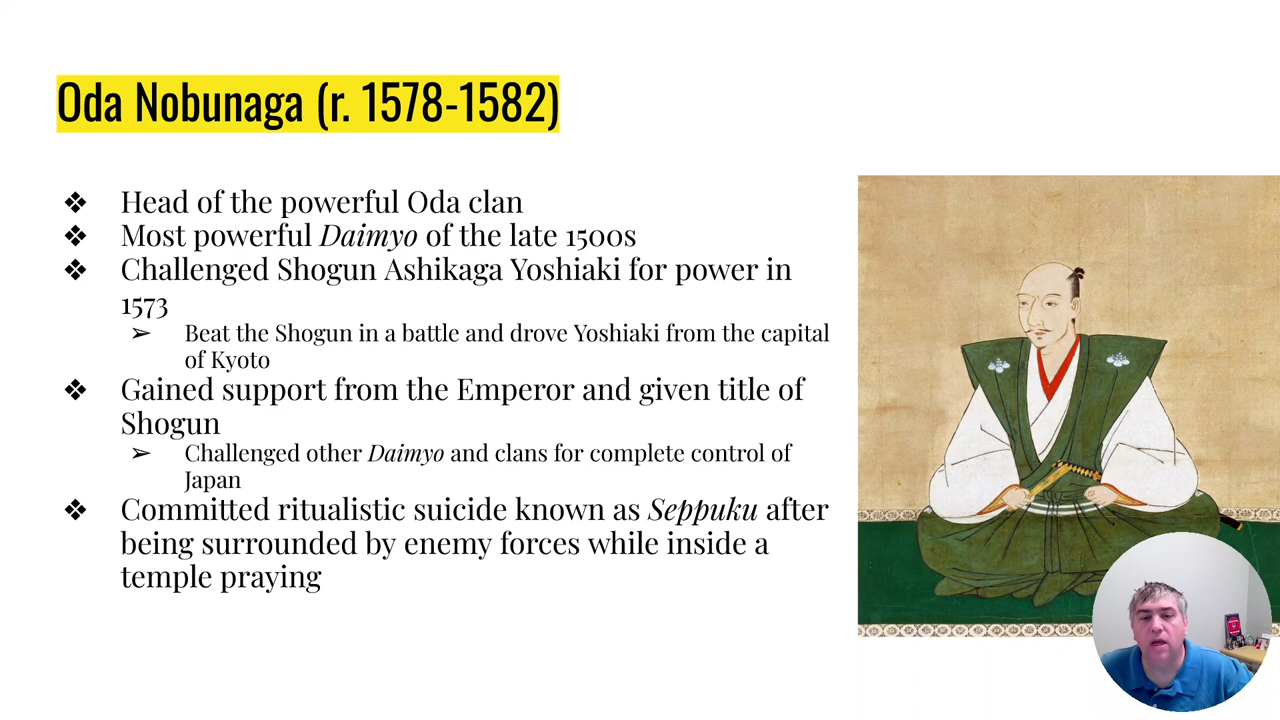 Oda Nobunaga (r. 1578-1582)
❖ Head of the powerful Oda clan
❖ Most powerful Daimyo of the late 1500s
❖ Challenged Shogun Ashikaga Yoshiaki for power in
1573
➢ Beat the Shogun in a battle and drove Yoshiaki from the capital
of Kyoto
❖ Gained support from the Emperor and given title of
Shogun
➢ Challenged other Daimyo and clans for complete control of
Japan
❖ Committed ritualistic suicide known as Seppuku after
being surrounded by enemy forces while inside a
temple praying